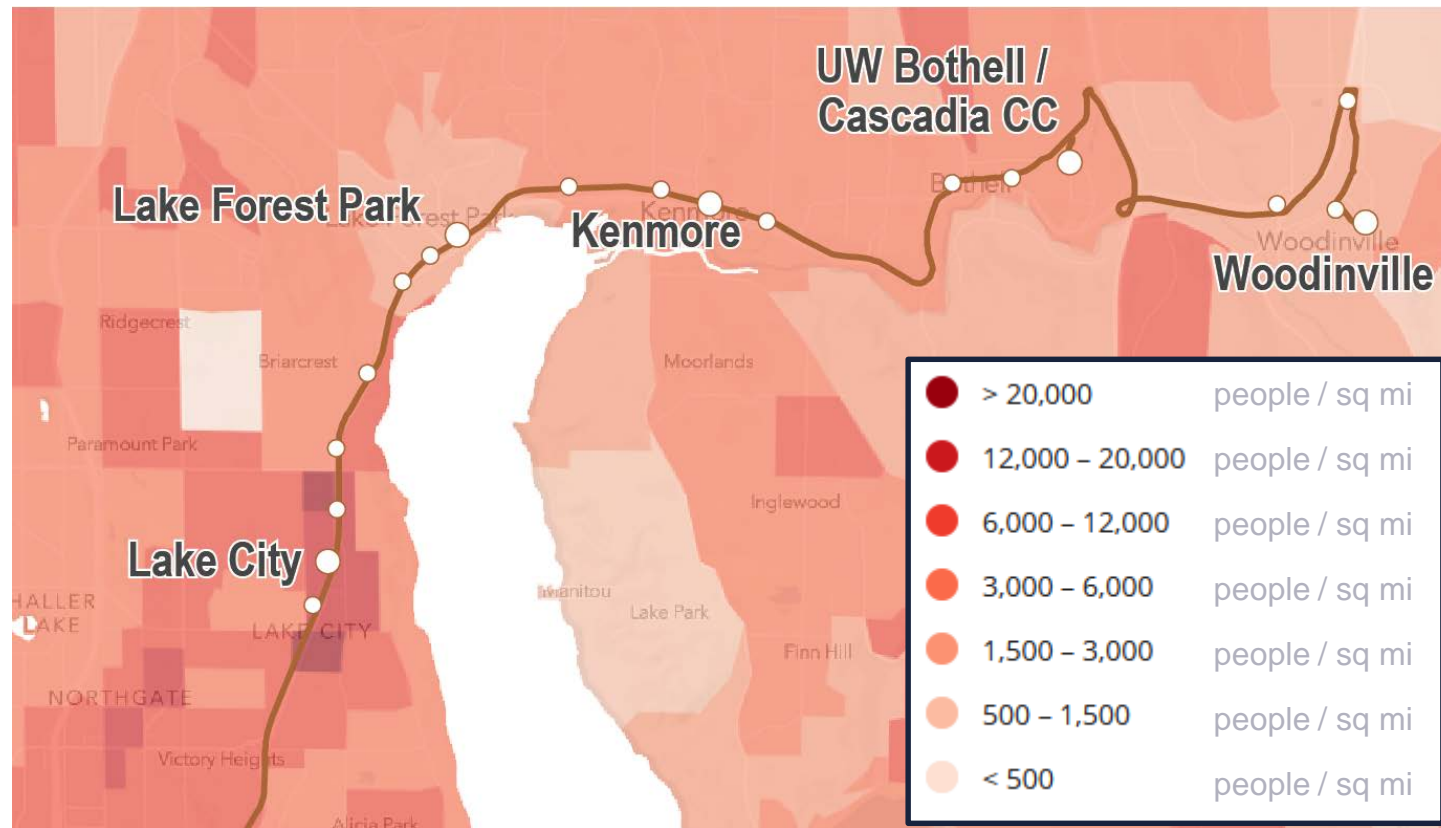 UW Bothell /
Cascadia CC
Lake Forest Park
Lake Forest Park
Kenmore
Kenmore
Bothell
Woodinville
Woodinville
Ridgecrest
Briarcrest
Moorlands
Paramount Park
Inglewood
Lake City
Manitou
Lake Park
HALLER
LAKE
LAKE CITY
Finn Hill
NORTHGATE
Victory Heights
Alicia Park
> 20,000 people / sq mi
12,000 – 20,000 people / sq mi
6,000 – 12,000 people / sq mi
3,000 – 6,000 people / sq mi
1,500 – 3,000 people / sq mi
500 – 1,500 people / sq mi
< 500 people / sq mi